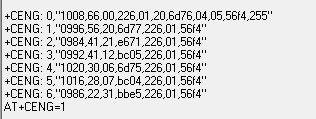 +CENG: 0,"1008,66,00,226,01,20,6d76,04,05,56f4,255"
+CENG: 1,"0996,56,20,6d77,226,01,56f4"
+CENG: 2,"0984,41,21,e671,226,01,56f4"
+CENG: 3,"0992,41,12,bc05,226,01,56f4"
+CENG: 4,"1020,30,06,6d75,226,01,56f4"
+CENG: 5,"1016,28,07,bc04,226,01,56f4"
+CENG: 6,"0986,22,31,bbe5,226,01,56f4"
AT+CENG=1